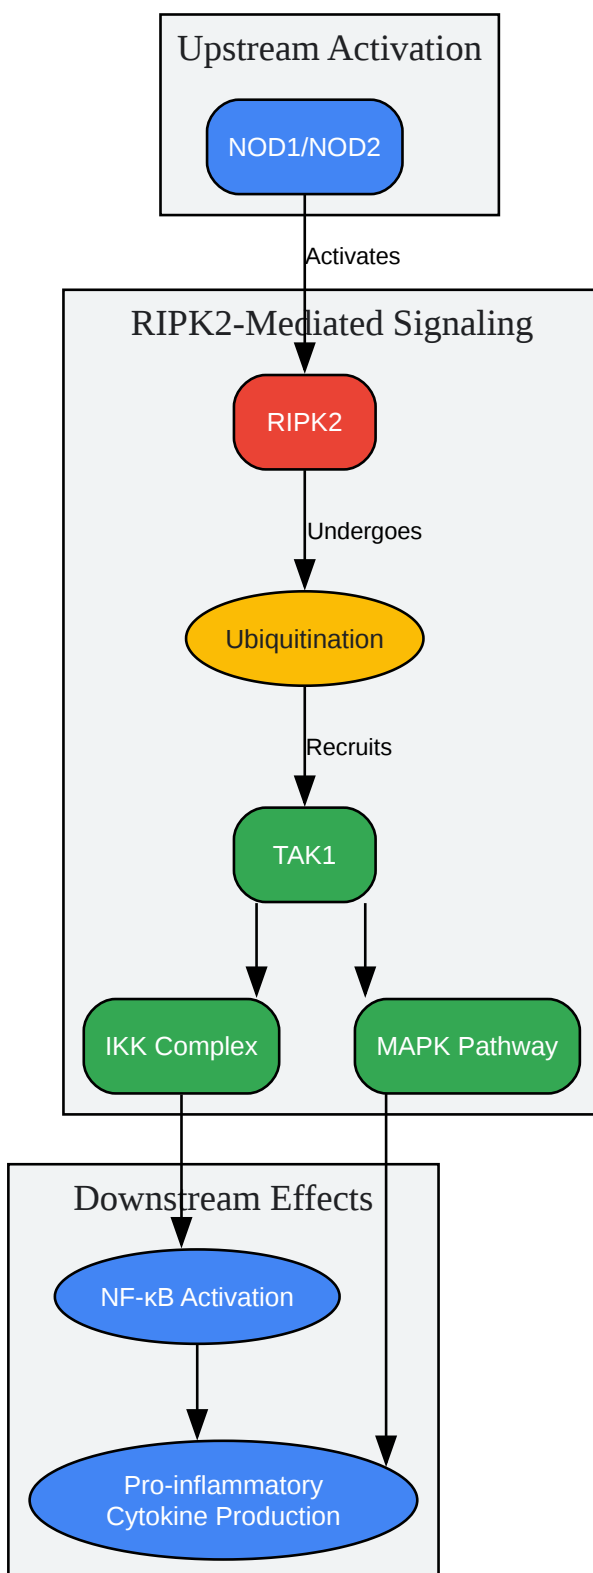 Upstream Activation
NOD1/NOD2
Activates
RIPK2-Mediated Signaling
RIPK2
Undergoes
Ubiquitination
Recruits
TAK1
IKK Complex
MAPK Pathway
Downstream Effects
NF-κB Activation
Pro-inflammatory
Cytokine Production